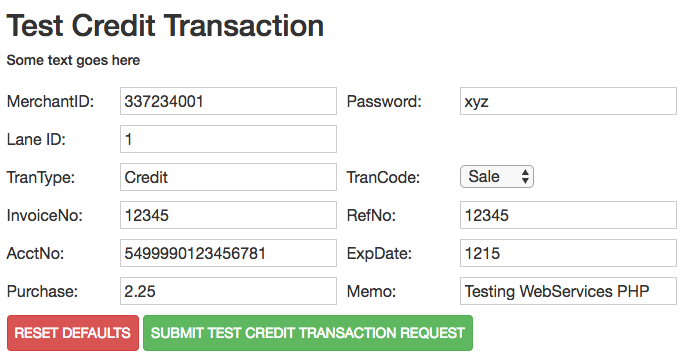 Test Credit Transaction
Some text goes here
MerchantID: 337234001 Password: xyz
Lane ID: 1
TranType: Credit TranCode: Sale
InvoiceNo: 12345 RefNo: 12345
AcctNo: 5499990123456781 ExpDate: 1215
Purchase: 2.25 Memo: Testing WebServices PHP
RESET DEFAULTS SUBMIT TEST CREDIT TRANSACTION REQUEST